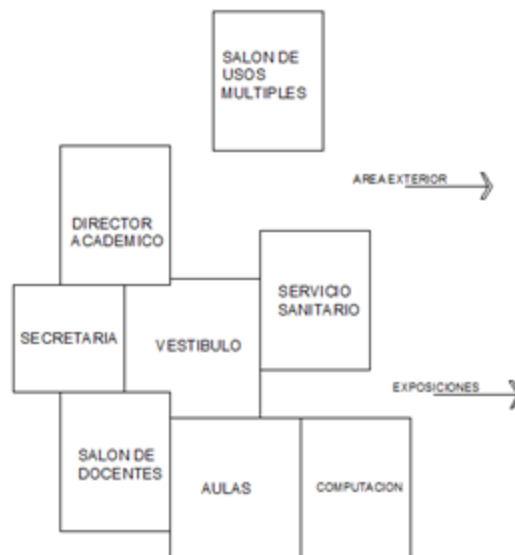 SALON DE
USOS
MULTIPLES
AREA EXTERIOR
DIRECTOR
ACADEMICO
SERVICIO
SANITARIO
SECRETARIA
VESTIBULO
EXPOSICIONES
SALON DE
DOCENTES
AULAS
COMPUTACION